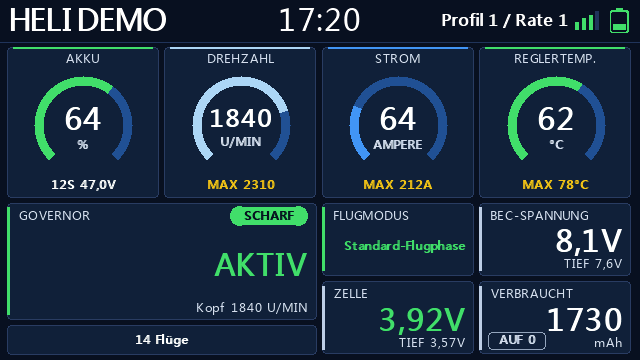 HELI DEMO
17:20
Profil 1 / Rate 1
AKKU
64
%
12S 47,0V
DREHZAHL
1840
U/MIN
MAX 2310
STROM
64
AMPERE
MAX 212A
REGLERTEMP.
62
°C
MAX 78°C
GOVERNOR
SCHARF
AKTIV
Kopf 1840 U/MIN
FLUGMODUS
Standard-Flugphase
BEC-SPANNUNG
8,1V
TIEF 7,6V
14 Flüge
ZELLE
3,92V
TIEF 3,57V
VERBRAUCHT
1730
AUF 0
mAh